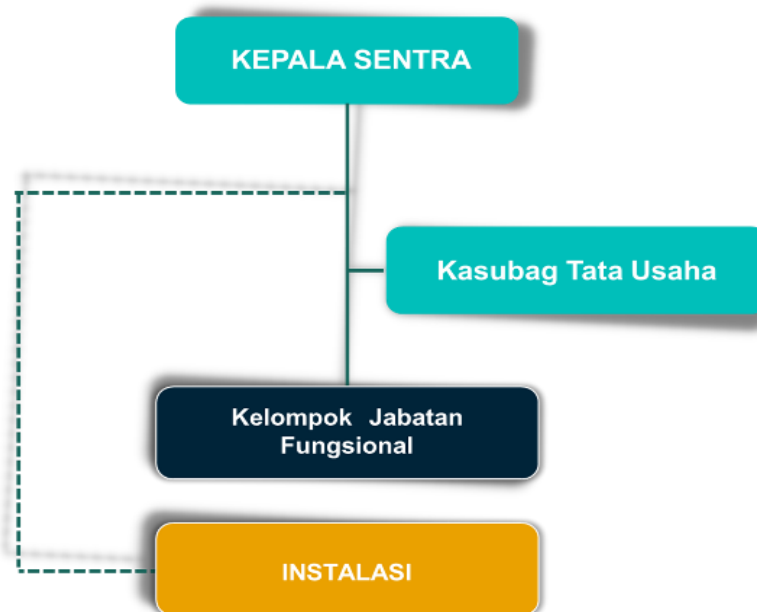 KEPALA SENTRA
Kasubag Tata Usaha
Kelompok Jabatan
Fungsional
INSTALASI